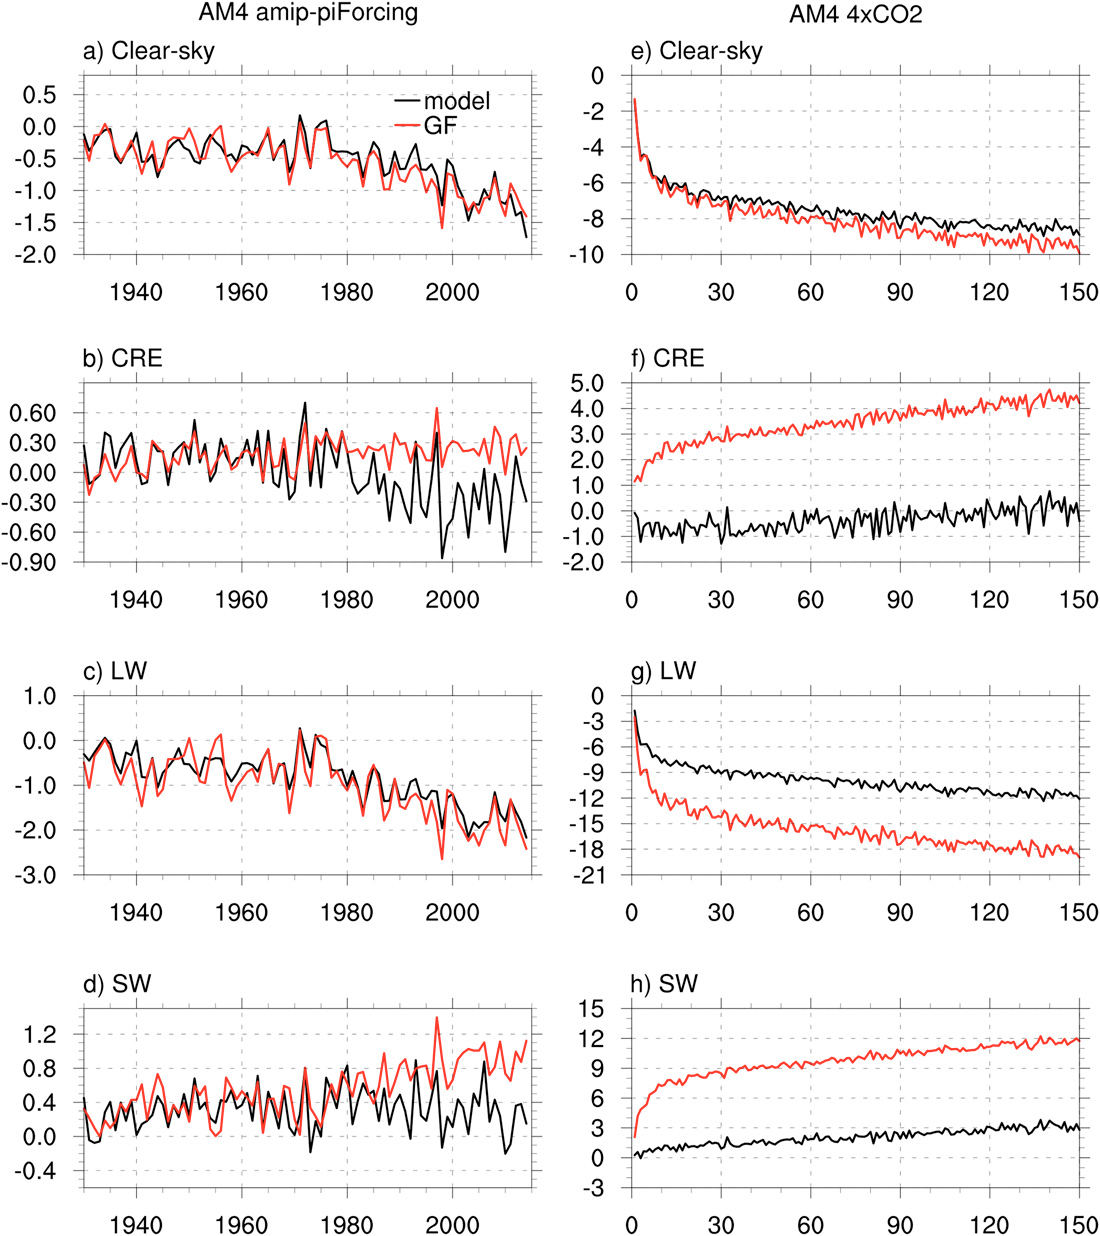 AM4 amip-piForcing
AM4 4xCO2
a) Clear-sky
0.5
0.0
-0.5
-1.0
-1.5
-2.0
model
GF
1940 1960 1980 2000
e) Clear-sky
0
-2
-4
-6
-8
-10
0 30 60 90 120 150
b) CRE
0.60
0.30
0.00
-0.30
-0.60
-0.90
1940 1960 1980 2000
f) CRE
5.0
4.0
3.0
2.0
1.0
0.0
-1.0
-2.0
0 30 60 90 120 150
c) LW
1.0
0.0
-1.0
-2.0
-3.0
1940 1960 1980 2000
g) LW
0
-3
-6
-9
-12
-15
-18
-21
0 30 60 90 120 150
d) SW
1.2
0.8
0.4
0.0
-0.4
1940 1960 1980 2000
h) SW
15
12
9
6
3
0
-3
0 30 60 90 120 150